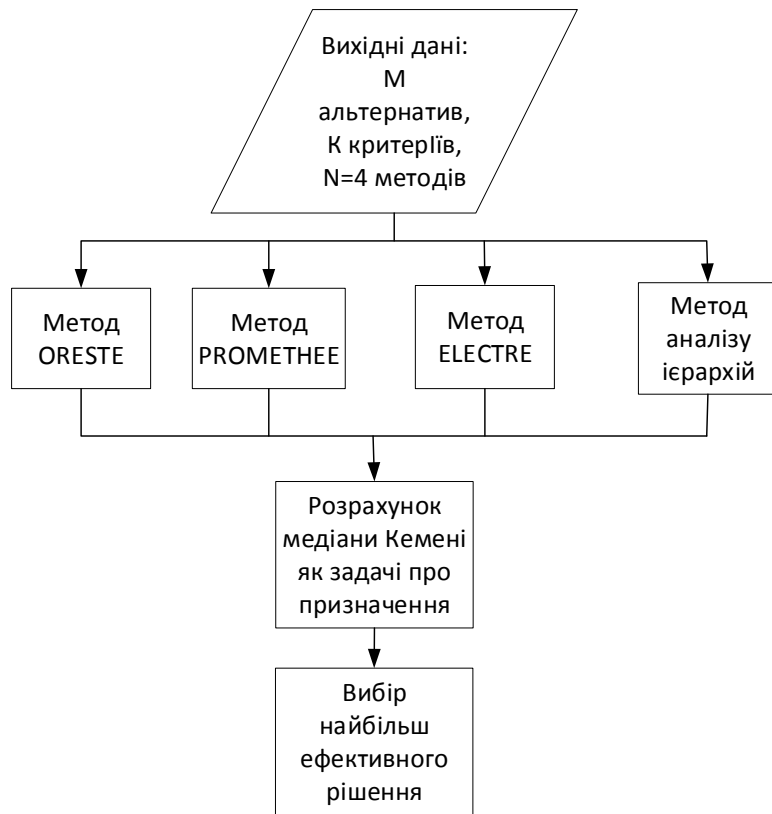 Вихідні дані:
М
альтернатив,
К критерІїв,
N=4 методів
Метод
ORESTE
Метод
PROMETHEE
Метод
ELECTRE
Метод
аналізу
ієрархій
Розрахунок
медіани Кемені
як задачі про
призначення
Вибір
найбільш
ефективного
рішення